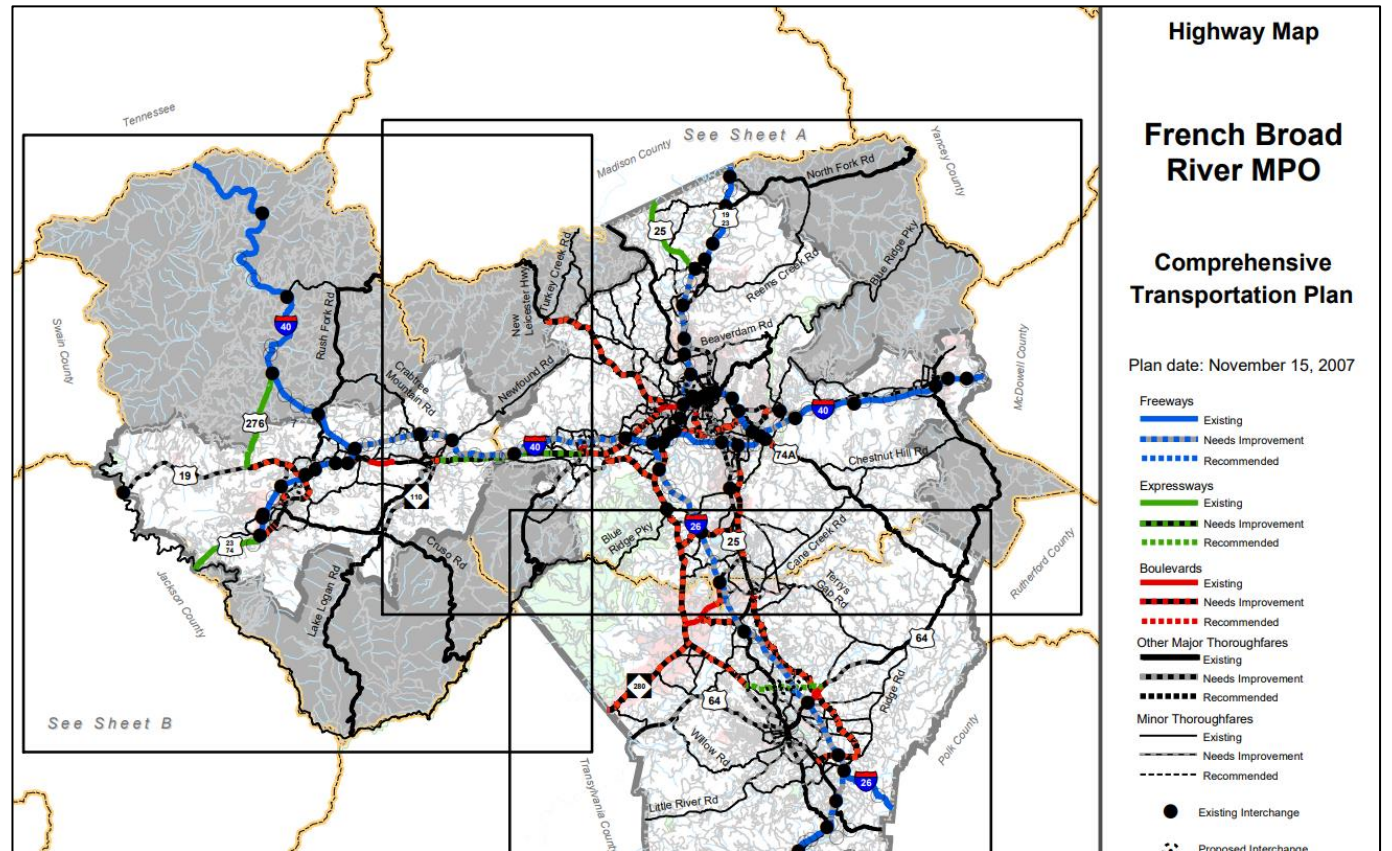 Highway Map
French Broad
River MPO
Comprehensive
Transportation Plan
Plan date: November 15, 2007
Freeways
Existing
Needs Improvement
Recommended
Expressways
Existing
Needs Improvement
Recommended
Boulevards
Existing
Needs Improvement
Recommended
Other Major Thoroughfares
Existing
Needs Improvement
Recommended
Minor Thoroughfares
Existing
Needs Improvement
Recommended
Existing Interchange
Proposed Interchange
Tennessee
See Sheet A
Madison County
Yancey County
North Fork Rd
19
23
25
Blue Ridge Pky
Reems Creek Rd
Turkey Creek Rd
New
Leicester Hwy
Swain County
40
Rush Fork Rd
Beaverdam Rd
McDowell County
Crabtree
Mountain Rd
Newfound Rd
276
40
40
74A
Chestnut Hill Rd
19
110
26
25
Blue
Ridge Pky
Cane Creek Rd
23
74
Cruso Rd
Terrys
Gap Rd
Rutherford County
Jackson County
Lake Logan Rd
64
280
64
Ridge Rd
See Sheet B
Willow Rd
Polk County
Transylvania County
26
Little River Rd